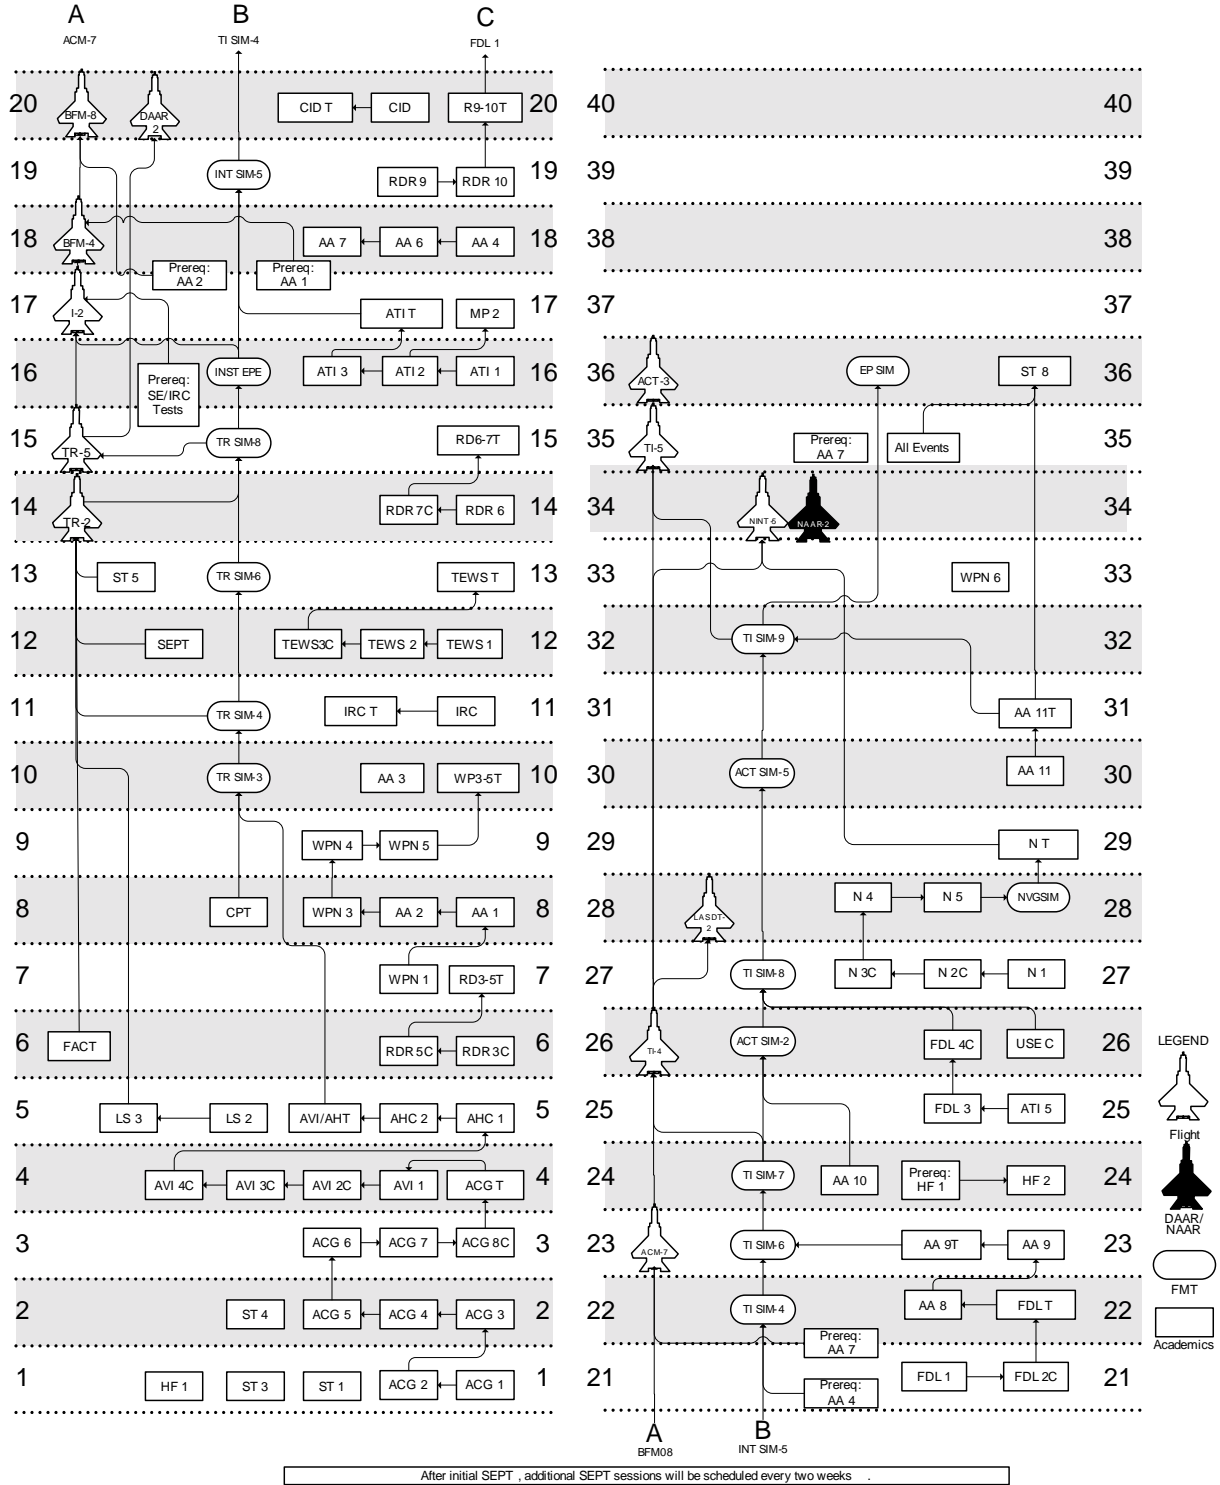 A B C
ACM-7 TI SIM-4 FDL 1
20 BFM-8 DAAR 2 CID T CID R9-10T 20
19 INT SIM-5 RDR 9 RDR 10 19
18 BFM-4 AA 7 AA 6 AA 4 18
Prereq: AA 2 Prereq: AA 1
17 I-2 ATI T MP 2 17
16 Prereq: SE/IRC Tests INST EPE ATI 3 ATI 2 ATI 1 16
15 TR-5 TR SIM-8 RD6-7T 15
14 TR-2 RDR 7C RDR 6 14
13 ST 5 TR SIM-6 TEWS T 13
12 SEPT TEWS3C TEWS 2 TEWS 1 12
11 TR SIM-4 IRC T IRC 11
10 TR SIM-3 AA 3 WP3-5T 10
9 WPN 4 WPN 5 9
8 CPT WPN 3 AA 2 AA 1 8
7 WPN 1 RD3-5T 7
6 FACT RDR 5C RDR 3C 6
5 LS 3 LS 2 AVI/AHT AHC 2 AHC 1 5
4 AVI 4C AVI 3C AVI 2C AVI 1 ACG T 4
3 ACG 6 ACG 7 ACG 8C 3
2 ST 4 ACG 5 ACG 4 ACG 3 2
1 HF 1 ST 3 ST 1 ACG 2 ACG 1 1
40 40
39 39
38 38
37 37
36 ACT-3 EP SIM ST 8 36
35 TI-5 Prereq: AA 7 All Events 35
34 NINT-6 NAAR-2 34
33 WPN 6 33
32 TI SIM-9 32
31 AA 11T 31
30 ACT SIM-5 AA 11 30
29 N T 29
28 LASDT-2 N 4 N 5 NVGSIM 28
27 TI SIM-8 N 3C N 2C N 1 27
26 TI-4 ACT SIM-2 FDL 4C USE C 26
25 FDL 3 ATI 5 25
24 TI SIM-7 AA 10 Prereq: HF 1 HF 2 24
23 ACM-7 TI SIM-6 AA 9T AA 9 23
22 TI SIM-4 AA 8 FDL T 22
Prereq: AA 7
21 Prereq: AA 4 FDL 1 FDL 2C 21
A B
BFM08 INT SIM-5
LEGEND
Flight
DAAR/
NAAR
FMT
Academics
After initial SEPT , additional SEPT sessions will be scheduled every two weeks .